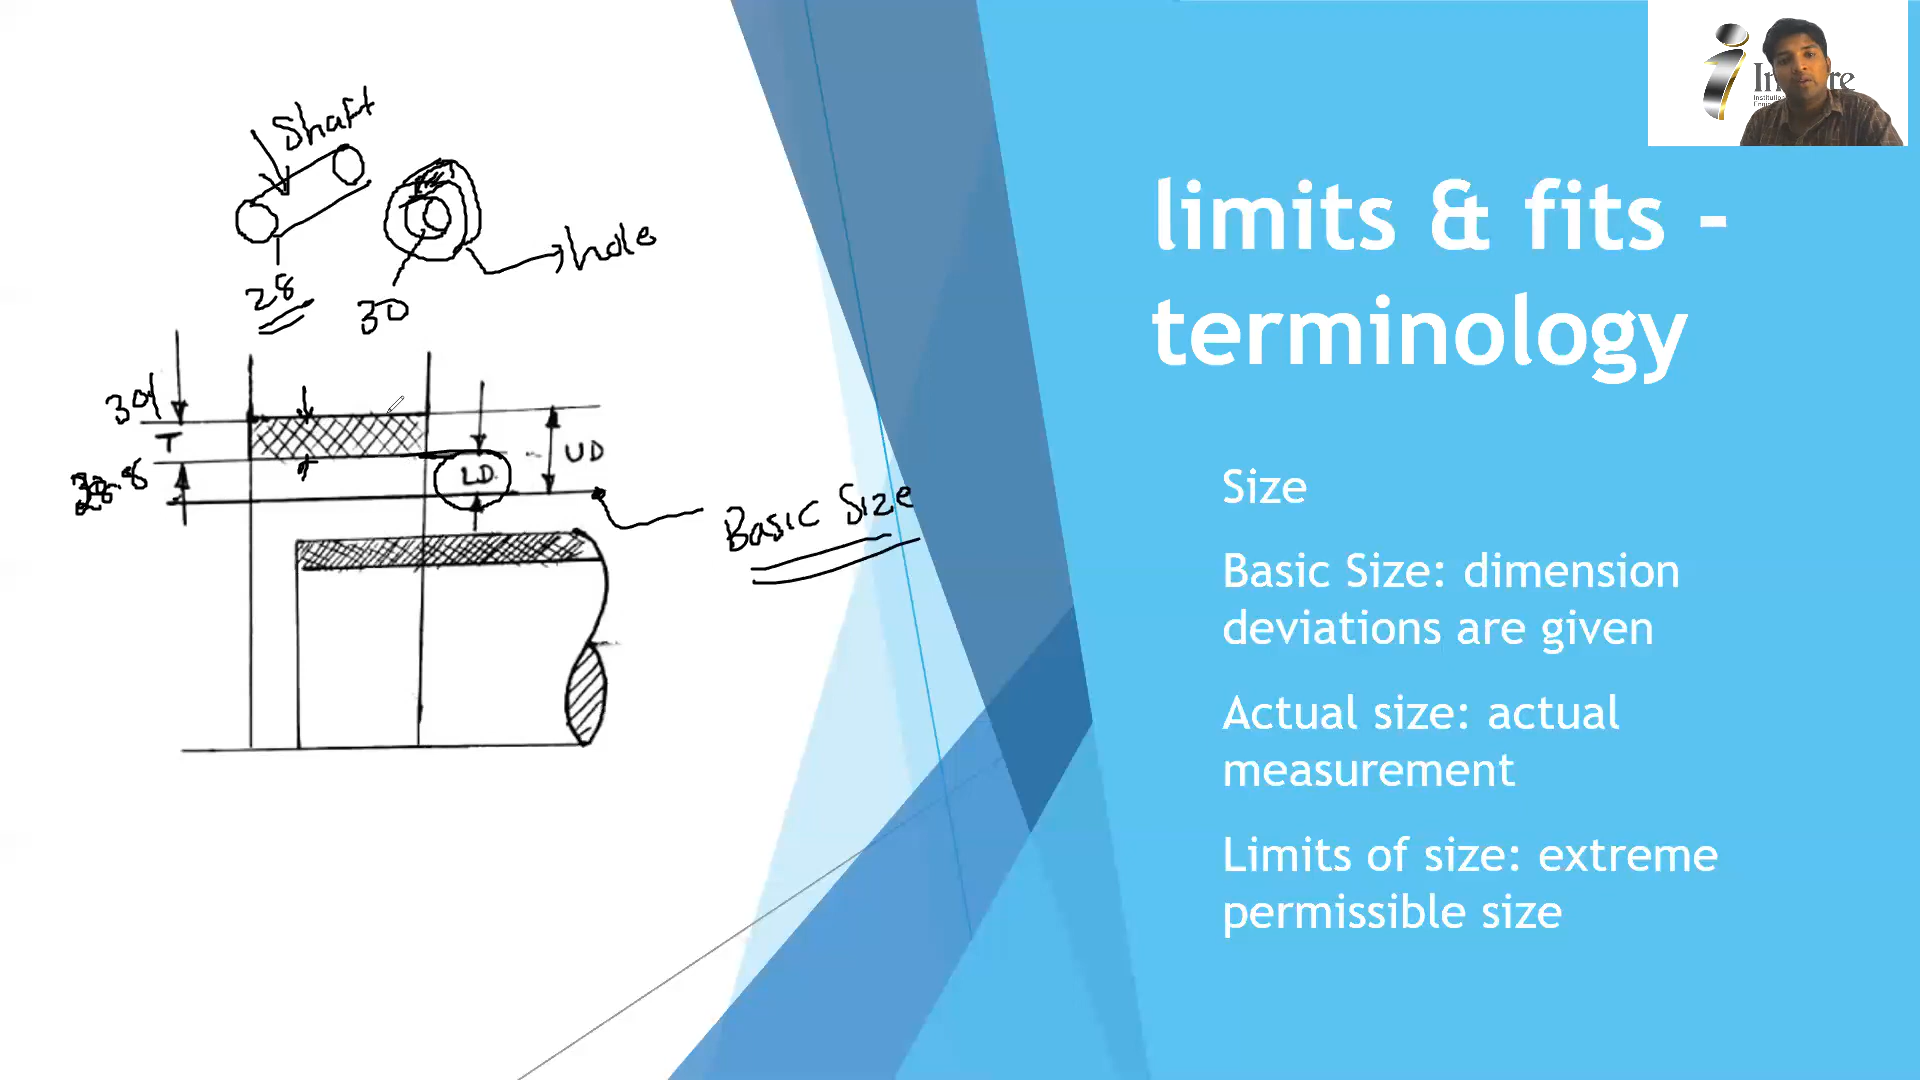 Shaft
hole
28
30
T
LD
UD
Basic Size
limits & fits -
terminology
Size
Basic Size: dimension
deviations are given
Actual size: actual
measurement
Limits of size: extreme
permissible size